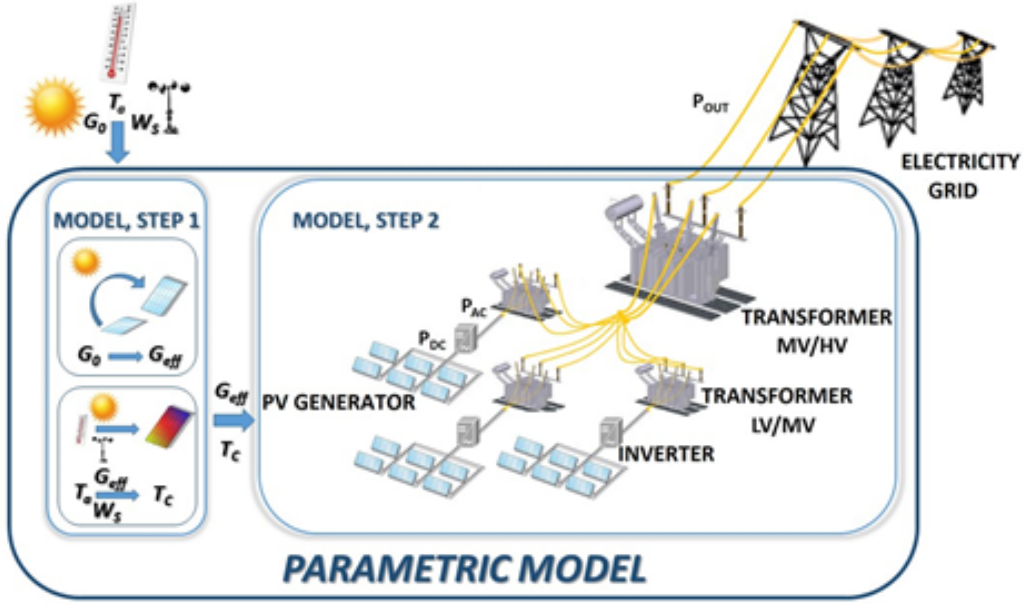 Ta
G0
WS
POUT
ELECTRICITY
GRID
MODEL, STEP 1
G0
Geff
Ta
Geff
WS
TC
Geff
TC
MODEL, STEP 2
PAC
PDC
PV GENERATOR
INVERTER
TRANSFORMER
MV/HV
TRANSFORMER
LV/MV
PARAMETRIC MODEL